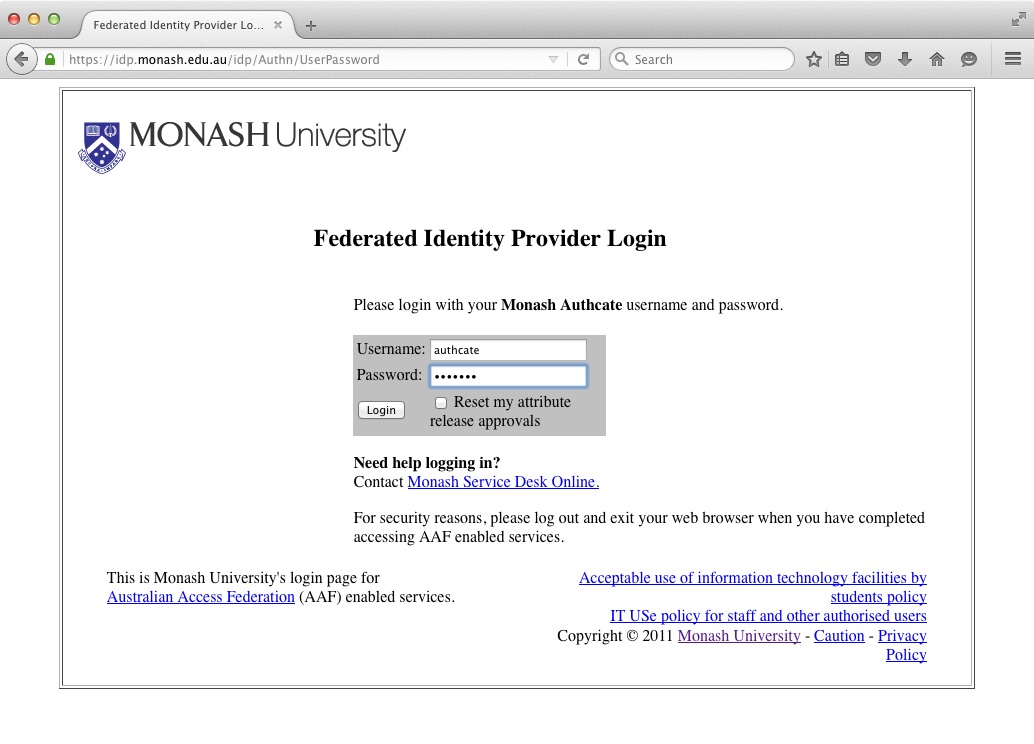 Federated Identity Provider Lo...
https://idp.monash.edu.au/idp/Authn/UserPassword
Search
MONASH University
Federated Identity Provider Login
Please login with your Monash Authcate username and password.
Username: authcate
Password: •••••••
Login
Reset my attribute
release approvals
Need help logging in?
Contact Monash Service Desk Online.
For security reasons, please log out and exit your web browser when you have completed
accessing AAF enabled services.
This is Monash University's login page for
Australian Access Federation (AAF) enabled services.
Acceptable use of information technology facilities by
students policy
IT USe policy for staff and other authorised users
Copyright © 2011 Monash University - Caution - Privacy
Policy